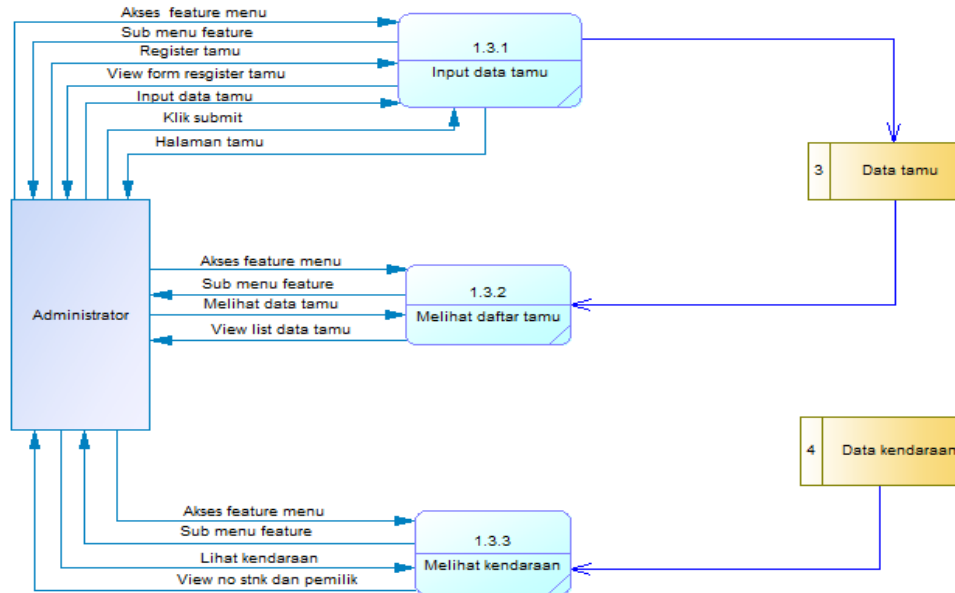 Akses feature menu
Sub menu feature
Register tamu
View form resgister tamu
Input data tamu
Klik submit
Halaman tamu
1.3.1
Input data tamu
3
Data tamu
Akses feature menu
Sub menu feature
Melihat data tamu
View list data tamu
1.3.2
Melihat daftar tamu
Administrator
4
Data kendaraan
Akses feature menu
Sub menu feature
Lihat kendaraan
View no stnk dan pemilik
1.3.3
Melihat kendaraan